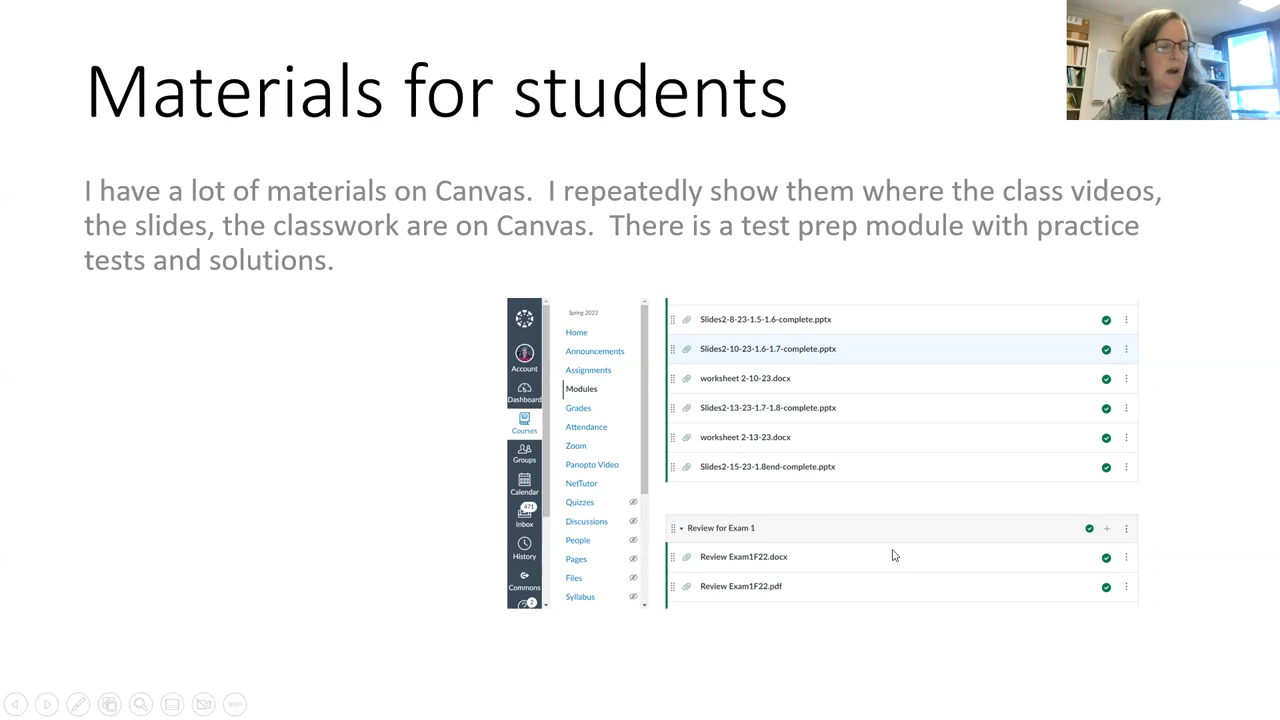 Materials for students
I have a lot of materials on Canvas.  I repeatedly show them where the class videos,
the slides, the classwork are on Canvas.  There is a test prep module with practice
tests and solutions.
Account
Dashboard
Courses
Groups
Calendar
471
Inbox
History
Commons
2
Spring 2023
Home
Announcements
Assignments
Modules
Grades
Attendance
Zoom
Panopto Video
NetTutor
Quizzes
Discussions
People
Pages
Files
Syllabus
Slides2-8-23-1.5-1.6-complete.pptx
Slides2-10-23-1.6-1.7-complete.pptx
worksheet 2-10-23.docx
Slides2-13-23-1.7-1.8-complete.pptx
worksheet 2-13-23.docx
Slides2-15-23-1.8end-complete.pptx
Review for Exam 1
Review Exam1F22.docx
Review Exam1F22.pdf